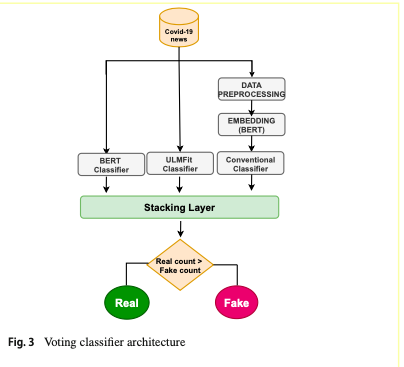 Covid-19
news
DATA
PREPROCESSING
EMBEDDING
(BERT)
BERT
Classifier
ULMFit
Classifier
Conventional
Classifier
Stacking Layer
Real count >
Fake count
Real
Fake
Fig. 3 Voting classifier architecture